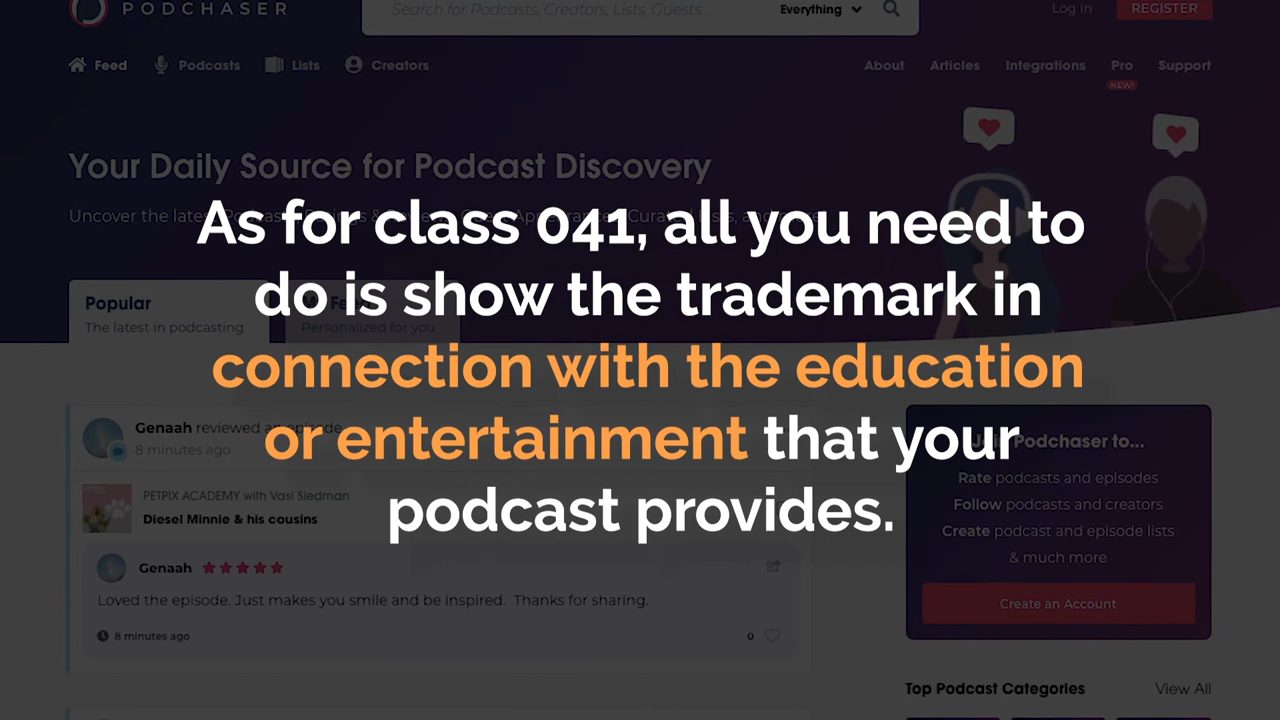 PODCHASER
Search for Podcasts, Creators, Lists, Guests...
Everything
Log in
REGISTER
Feed
Podcasts
Lists
Creators
About
Articles
Integrations
Pro
Support
NEW!
Your Daily Source for Podcast Discovery
Uncover the latest
As for class 041, all you need to
do is show the trademark in
connection with the education
or entertainment that your
podcast provides.
Popular
The latest in podcasting
Personalized for you
Genaah reviewed an episode
8 minutes ago
PETPIX ACADEMY with Vasi Siedman
Diesel Minnie & his cousins
Genaah
Loved the episode. Just makes you smile and be inspired. Thanks for sharing.
8 minutes ago
0
Join Podchaser to...
Rate podcasts and episodes
Follow podcasts and creators
Create podcast and episode lists
& much more
Create an Account
Top Podcast Categories
View All